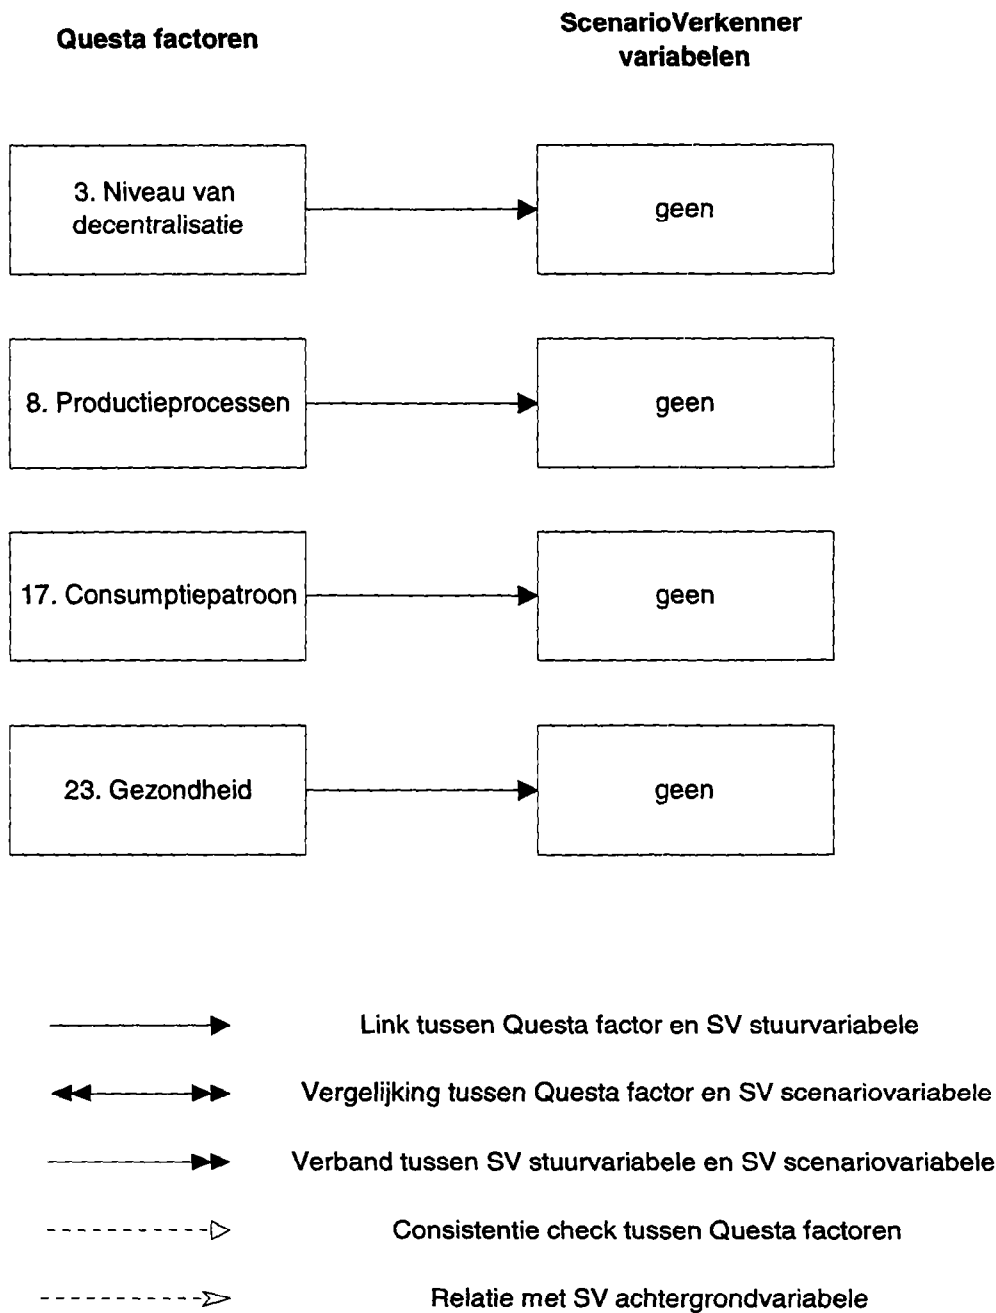 Questa factoren
ScenarioVerkenner
variabelen
3. Niveau van
decentralisatie
geen
8. Productieprocessen
geen
17. Consumptiepatroon
geen
23. Gezondheid
geen
Link tussen Questa factor en SV stuurvariabele
Vergelijking tussen Questa factor en SV scenariovariabele
Verband tussen SV stuurvariabele en SV scenariovariabele
Consistentie check tussen Questa factoren
Relatie met SV achtergrondvariabele